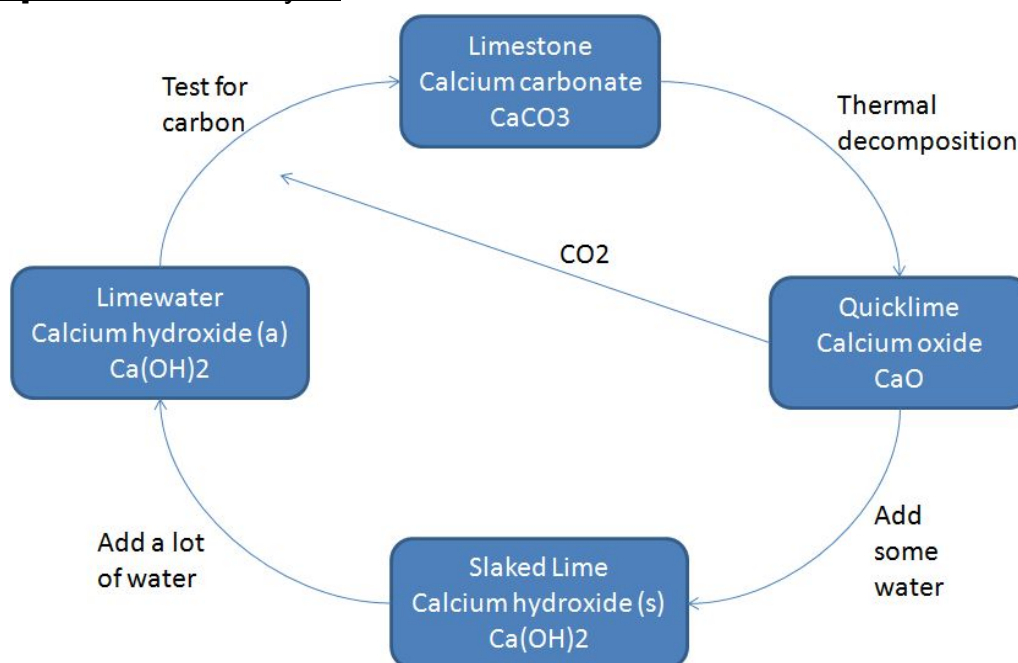 Limestone
Calcium carbonate
CaCO3
Test for
carbon
Thermal
decomposition
CO2
Limewater
Calcium hydroxide (a)
Ca(OH)2
Quicklime
Calcium oxide
CaO
Add a lot
of water
Add
some
water
Slaked Lime
Calcium hydroxide (s)
Ca(OH)2